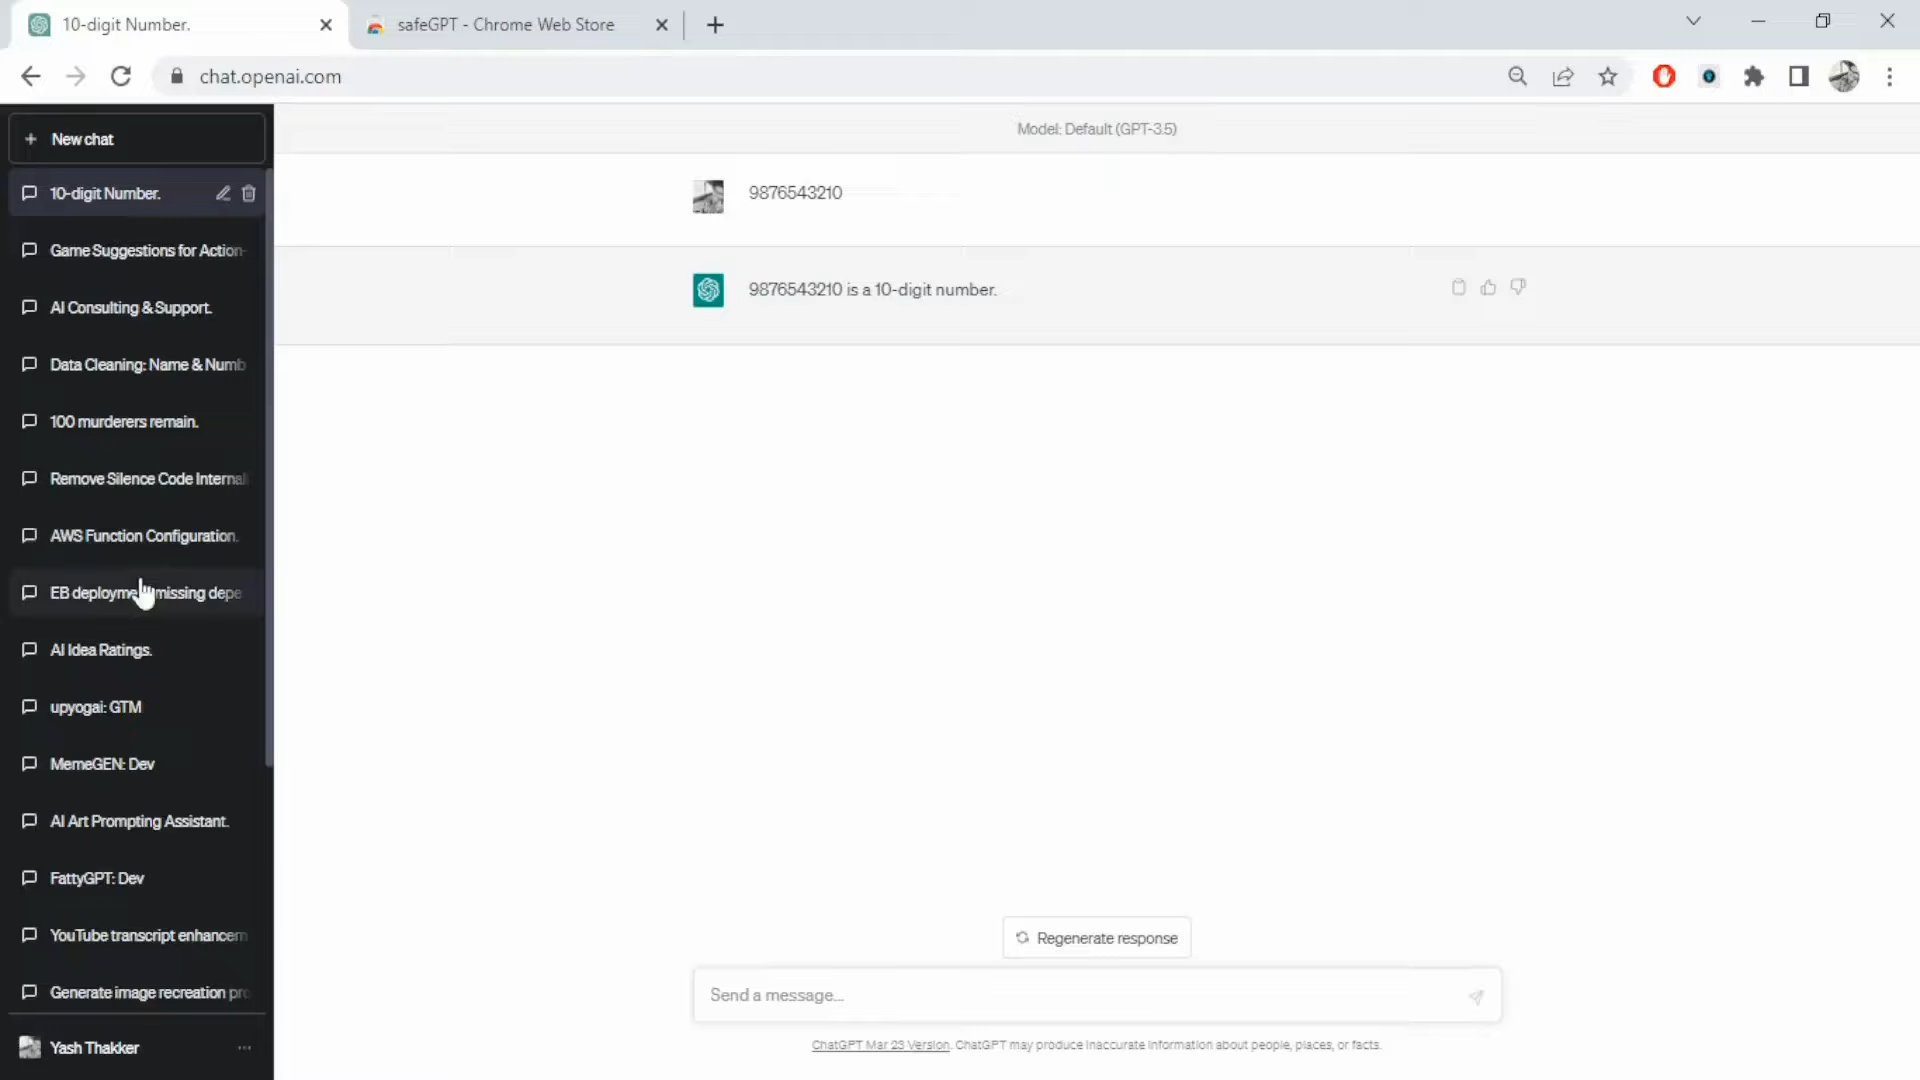 10-digit Number.
safeGPT - Chrome Web Store
chat.openai.com
New chat
10-digit Number.
Game Suggestions for Action-
AI Consulting & Support.
Data Cleaning: Name & Numb
100 murderers remain.
Remove Silence Code Internal
AWS Function Configuration.
EB deployme missing depe
AI Idea Ratings.
upyogai: GTM
MemeGEN: Dev
AI Art Prompting Assistant.
FattyGPT: Dev
YouTube transcript enhancem
Generate image recreation pro
Yash Thakker
Model: Default (GPT-3.5)
9876543210
9876543210 is a 10-digit number.
Regenerate response
Send a message...
ChatGPT Mar 23 Version. ChatGPT may produce inaccurate information about people, places, or facts.